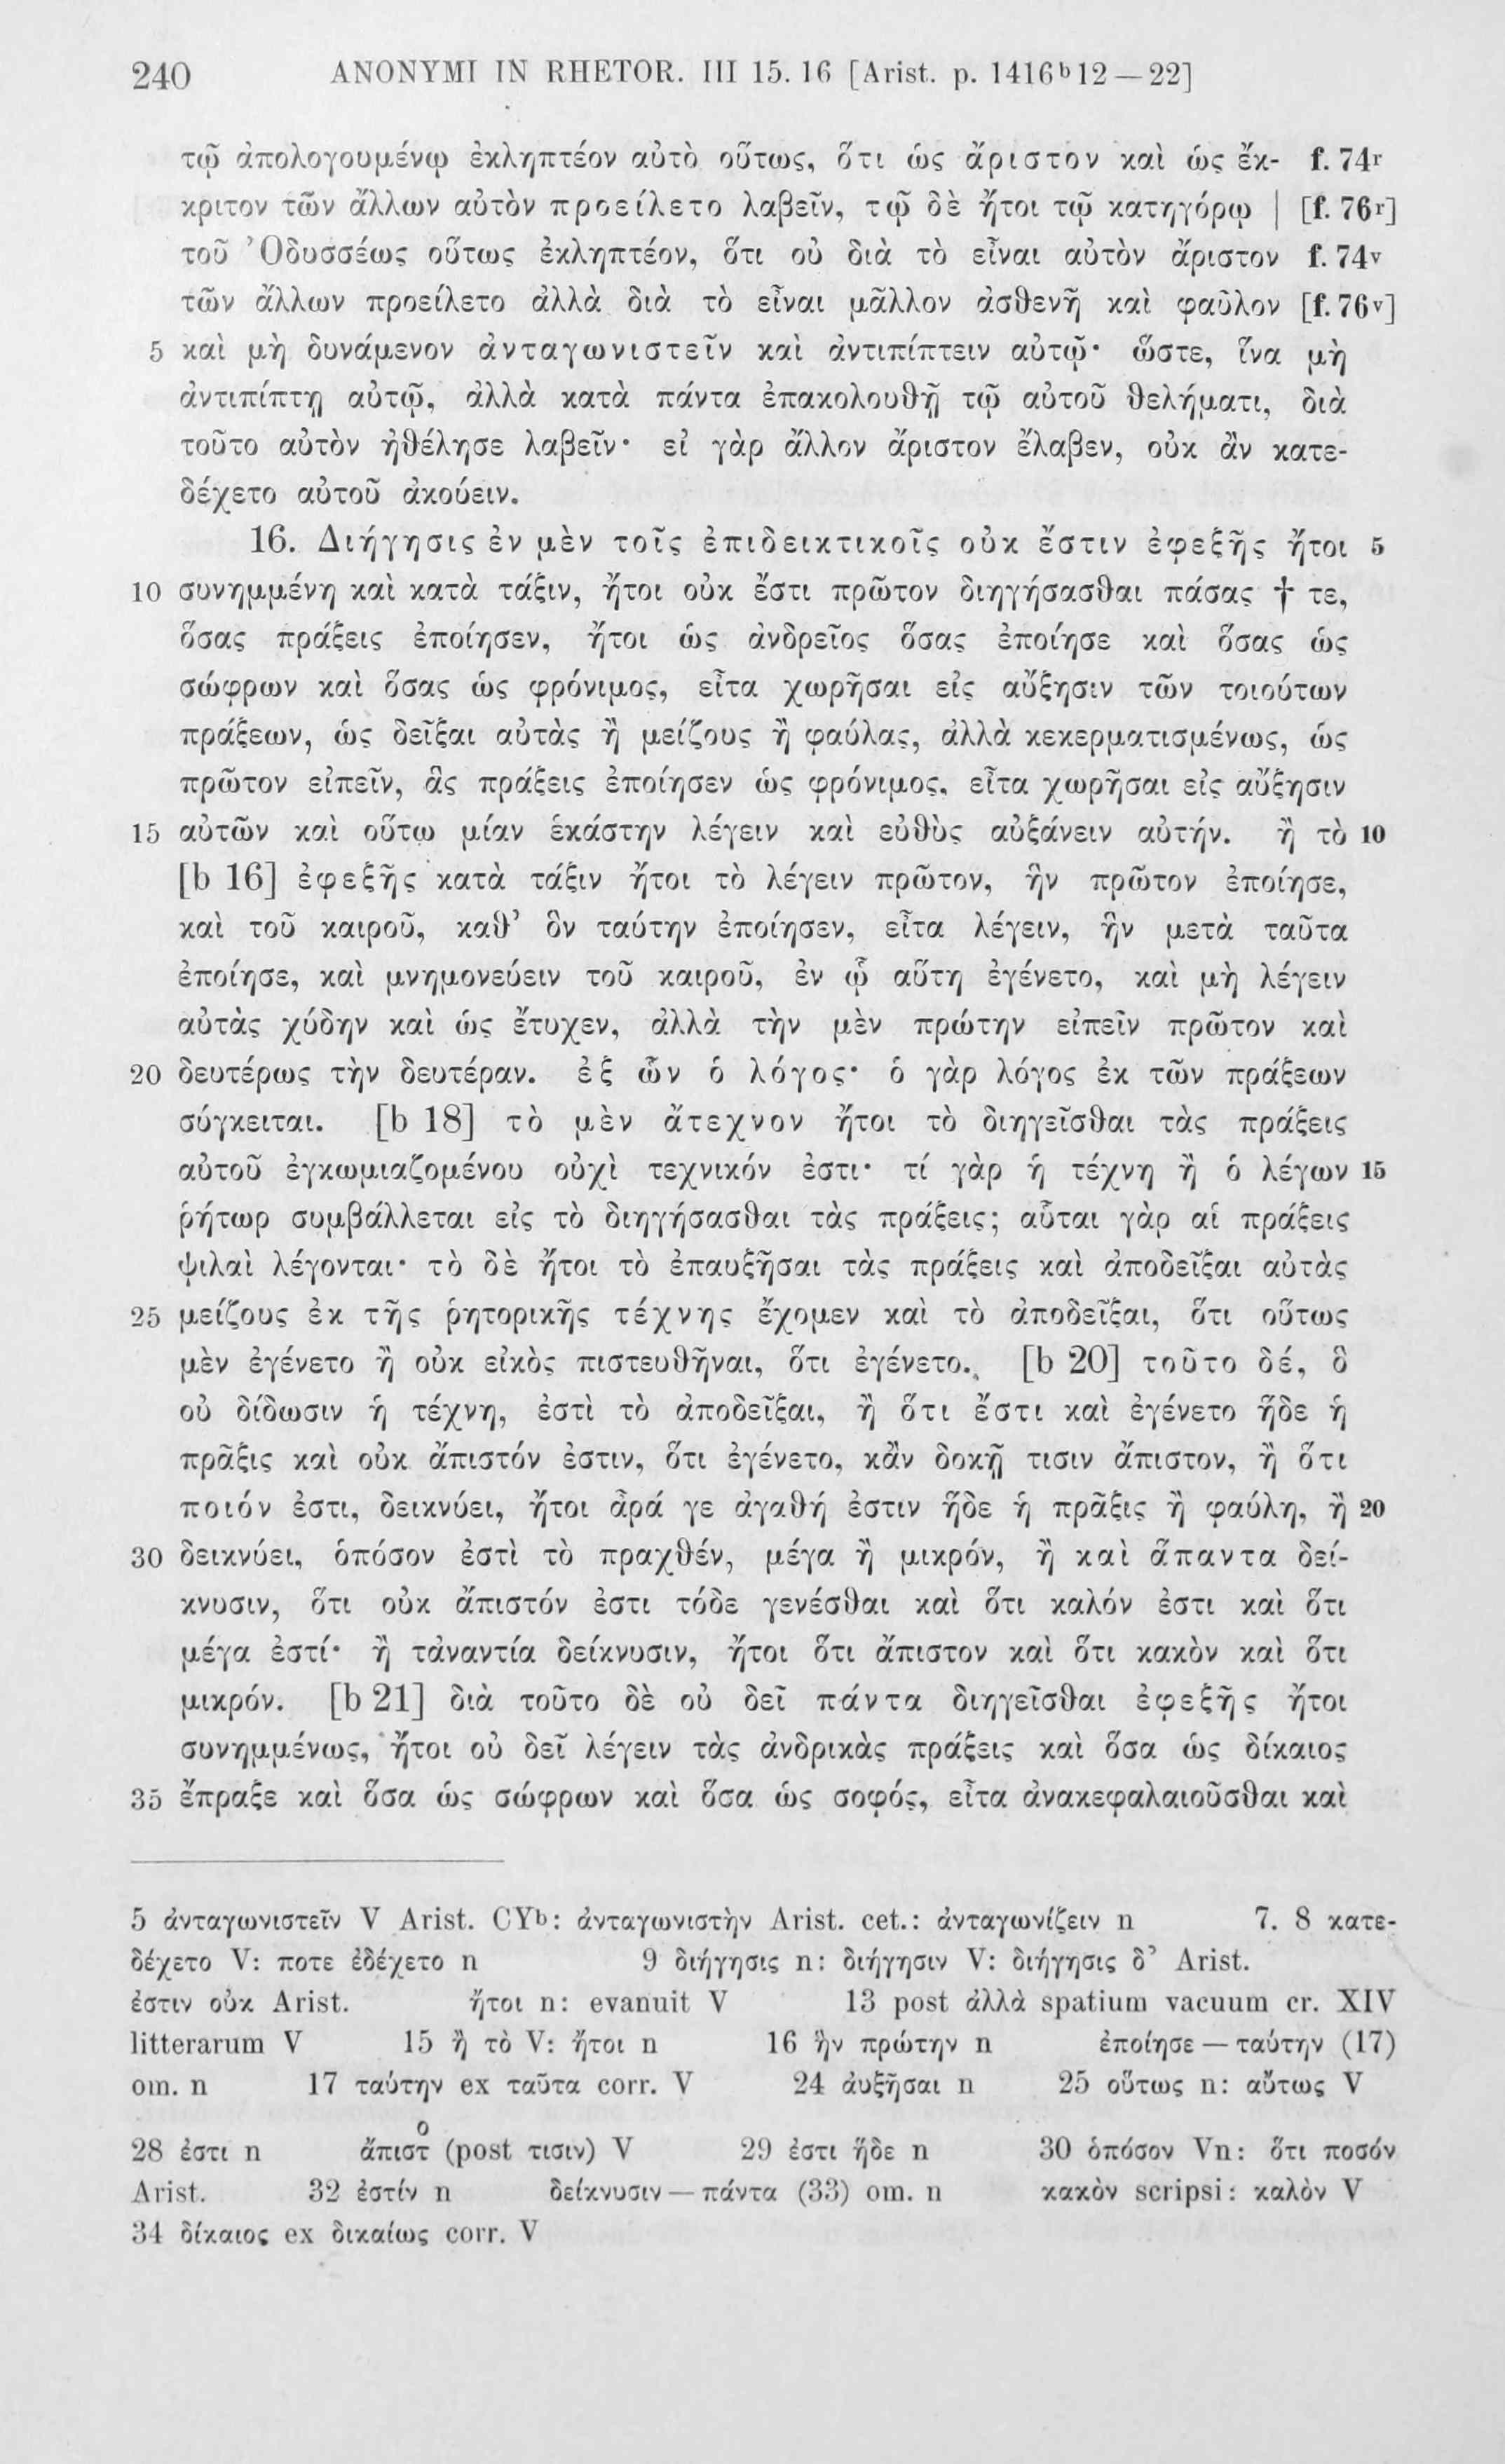 240 ANONYMI IN RHETOR. III 15. 16 [Arist. p. 1416ᵇ12 — 22]
τῷ ἀπολογουμένῳ ἐκληπτέον αὐτὸ οὕτως, ὅτι ὡς ἄριστον καὶ ὡς ἔκ- f. 74ʳ
κριτον τῶν ἄλλων αὐτὸν προείλετο λαβεῖν, τῷ δὲ ἤτοι τῷ κατηγόρῳ | [f. 76ʳ]
τοῦ Ὀδυσσέως οὕτως ἐκληπτέον, ὅτι οὐ διὰ τὸ εἶναι αὐτὸν ἄριστον f. 74ᵛ
τῶν ἄλλων προείλετο ἀλλὰ διὰ τὸ εἶναι μᾶλλον ἀσθενῆ καὶ φαῦλον [f. 76ᵛ]
5 καὶ μὴ δυνάμενον ἀνταγωνιστεῖν καὶ ἀντιπίπτειν αὐτῷ· ὥστε, ἵνα μὴ
ἀντιπίπτῃ αὐτῷ, ἀλλὰ κατὰ πάντα ἐπακολουθῇ τῷ αὐτοῦ θελήματι, διὰ
τοῦτο αὐτὸν ἠθέλησε λαβεῖν· εἰ γὰρ ἄλλον ἄριστον ἔλαβεν, οὐκ ἂν κατε-
δέχετο αὐτοῦ ἀκούειν.
16. Διήγησις ἐν μὲν τοῖς ἐπιδεικτικοῖς οὐκ ἔστιν ἐφεξῆς ἤτοι 5
10 συνημμένη καὶ κατὰ τάξιν, ἤτοι οὐκ ἔστι πρῶτον διηγήσασθαι πάσας † τε,
ὅσας πράξεις ἐποίησεν, ἤτοι ὡς ἀνδρεῖος ὅσας ἐποίησε καὶ ὅσας ὡς
σώφρων καὶ ὅσας ὡς φρόνιμος, εἶτα χωρῆσαι εἰς αὔξησιν τῶν τοιούτων
πράξεων, ὡς δεῖξαι αὐτὰς ἢ μείζους ἢ φαύλας, ἀλλὰ κεκερματισμένως, ὡς
πρῶτον εἰπεῖν, ἃς πράξεις ἐποίησεν ὡς φρόνιμος, εἶτα χωρῆσαι εἰς αὔξησιν
15 αὐτῶν καὶ οὕτω μίαν ἑκάστην λέγειν καὶ εὐθὺς αὐξάνειν αὐτήν. ἢ τὸ 10
[b 16] ἐφεξῆς κατὰ τάξιν ἤτοι τὸ λέγειν πρῶτον, ἣν πρῶτον ἐποίησε,
καὶ τοῦ καιροῦ, καθ’ ὃν ταύτην ἐποίησεν, εἶτα λέγειν, ἣν μετὰ ταῦτα
ἐποίησε, καὶ μνημονεύειν τοῦ καιροῦ, ἐν ᾧ αὕτη ἐγένετο, καὶ μὴ λέγειν
αὐτὰς χύδην καὶ ὡς ἔτυχεν, ἀλλὰ τὴν μὲν πρώτην εἰπεῖν πρῶτον καὶ
20 δευτέρως τὴν δευτέραν. ἐξ ὧν ὁ λόγος· ὁ γὰρ λόγος ἐκ τῶν πράξεων
σύγκειται. [b 18] τὸ μὲν ἄτεχνον ἤτοι τὸ διηγεῖσθαι τὰς πράξεις
αὐτοῦ ἐγκωμιαζομένου οὐχὶ τεχνικόν ἐστι· τί γὰρ ἡ τέχνη ἢ ὁ λέγων 15
ῥήτωρ συμβάλλεται εἰς τὸ διηγήσασθαι τὰς πράξεις; αὗται γὰρ αἱ πράξεις
ψιλαὶ λέγονται· τὸ δὲ ἤτοι τὸ ἐπαυξῆσαι τὰς πράξεις καὶ ἀποδεῖξαι αὐτὰς
25 μείζους ἐκ τῆς ῥητορικῆς τέχνης ἔχομεν καὶ τὸ ἀποδεῖξαι, ὅτι οὕτως
μὲν ἐγένετο ἢ οὐκ εἰκὸς πιστευθῆναι, ὅτι ἐγένετο. [b 20] τοῦτο δέ, ὃ
οὐ δίδωσιν ἡ τέχνη, ἐστὶ τὸ ἀποδεῖξαι, ἢ ὅτι ἔστι καὶ ἐγένετο ἥδε ἡ
πρᾶξις καὶ οὐκ ἄπιστόν ἐστιν, ὅτι ἐγένετο, κἂν δοκῇ τισιν ἄπιστον, ἢ ὅτι
ποιόν ἐστι, δεικνύει, ἤτοι ἆρά γε ἀγαθή ἐστιν ἥδε ἡ πρᾶξις ἢ φαύλη, ἢ 20
30 δεικνύει, ὁπόσον ἐστὶ τὸ πραχθέν, μέγα ἢ μικρόν, ἢ καὶ ἅπαντα δεί-
κνυσιν, ὅτι οὐκ ἄπιστόν ἐστι τόδε γενέσθαι καὶ ὅτι καλόν ἐστι καὶ ὅτι
μέγα ἐστί· ἢ τἀναντία δείκνυσιν, ἤτοι ὅτι ἄπιστον καὶ ὅτι κακὸν καὶ ὅτι
μικρόν. [b 21] διὰ τοῦτο δὲ οὐ δεῖ πάντα διηγεῖσθαι ἐφεξῆς ἤτοι
συνημμένως, ἤτοι οὐ δεῖ λέγειν τὰς ἀνδρικὰς πράξεις καὶ ὅσα ὡς δίκαιος
35 ἔπραξε καὶ ὅσα ὡς σώφρων καὶ ὅσα ὡς σοφός, εἶτα ἀνακεφαλαιοῦσθαι καὶ
5 ἀνταγωνιστεῖν V Arist. CYᵇ: ἀνταγωνιστὴν Arist. cet.: ἀνταγωνίζειν n 7. 8 κατε-
δέχετο V: ποτε ἐδέχετο n 9 διήγησις n: διήγησιν V: διήγησις δ’ Arist.
ἐστιν οὐκ Arist. ἤτοι n: evanuit V 13 post ἀλλὰ spatium vacuum cr. XIV
litterarum V 15 ἢ τὸ V: ἤτοι n 16 ἣν πρώτην n ἐποίησε — ταύτην (17)
om. n 17 ταύτην ex ταῦτα corr. V 24 ἀυξῆσαι n 25 οὕτως n: αὔτως V
28 ἐστι n ἄπιστο (post τισιν) V 29 ἐστι ἥδε n 30 ὁπόσον Vn: ὅτι ποσόν
Arist. 32 ἐστίν n δείκνυσιν — πάντα (33) om. n κακὸν scripsi: καλὸν V
34 δίκαιος ex δικαίως corr. V